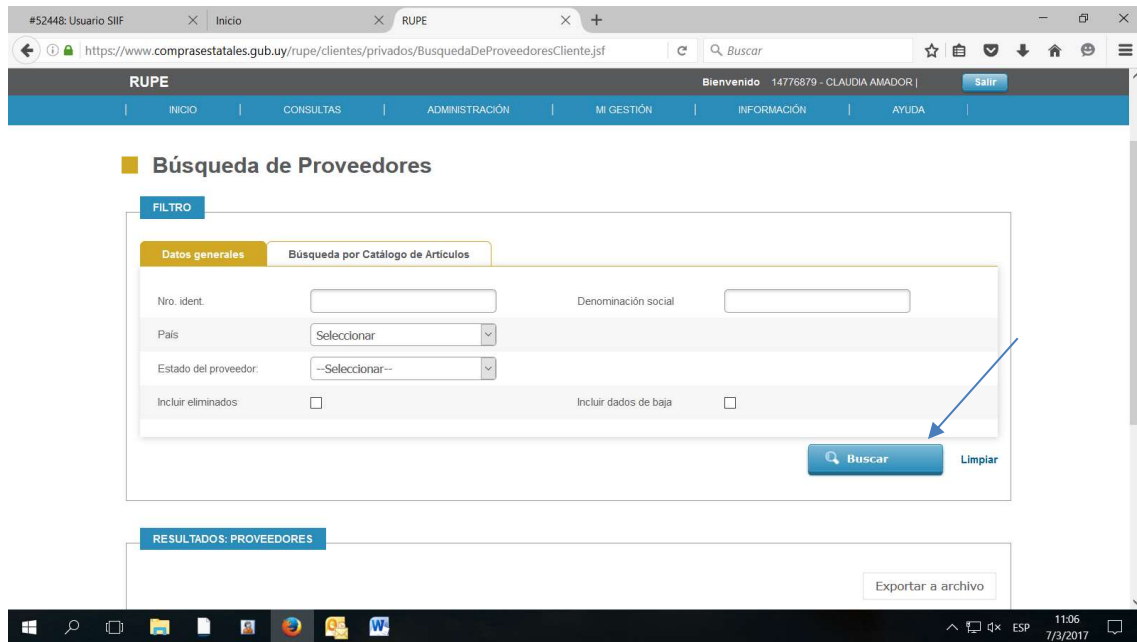 #52448: Usuario SIIF
Inicio
RUPE
https://www.comprasestatales.gub.uy/rupe/clientes/privados/BusquedaDeProveedoresCliente.jsf
Buscar
RUPE
Bienvenido 14776879 - CLAUDIA AMADOR |
Salir
| INICIO | CONSULTAS | ADMINISTRACIÓN | MI GESTIÓN | INFORMACIÓN | AYUDA |
Búsqueda de Proveedores
FILTRO
Datos generales
Búsqueda por Catálogo de Artículos
Nro. ident.
Denominación social
País
Seleccionar
Estado del proveedor:
--Seleccionar--
Incluir eliminados
Incluir dados de baja
Buscar
Limpiar
RESULTADOS: PROVEEDORES
Exportar a archivo
ESP
11:06
7/3/2017